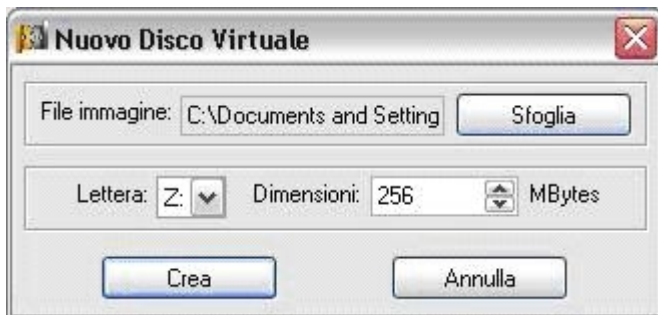 Nuovo Disco Virtuale
File immagine: C:\Documents and Setting Sfoglia
Lettera: Z: Dimensioni: 256 MBytes
Crea Annulla